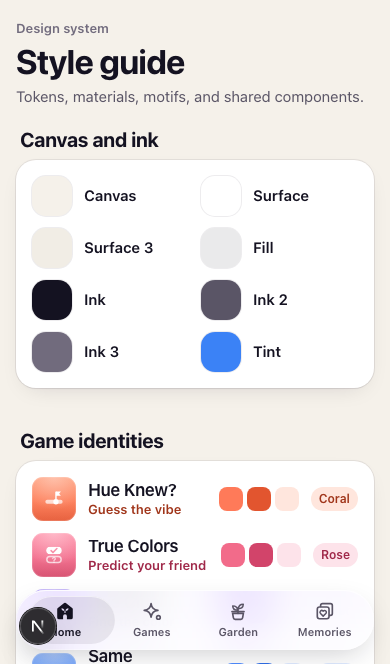 Design system
Style guide
Tokens, materials, motifs, and shared components.
Canvas and ink
Canvas
Surface
Surface 3
Fill
Ink
Ink 2
Ink 3
Tint
Game identities
Hue Knew?
Guess the vibe
Coral
True Colors
Predict your friend
Rose
N
ome
Games
Garden
Memories
Same